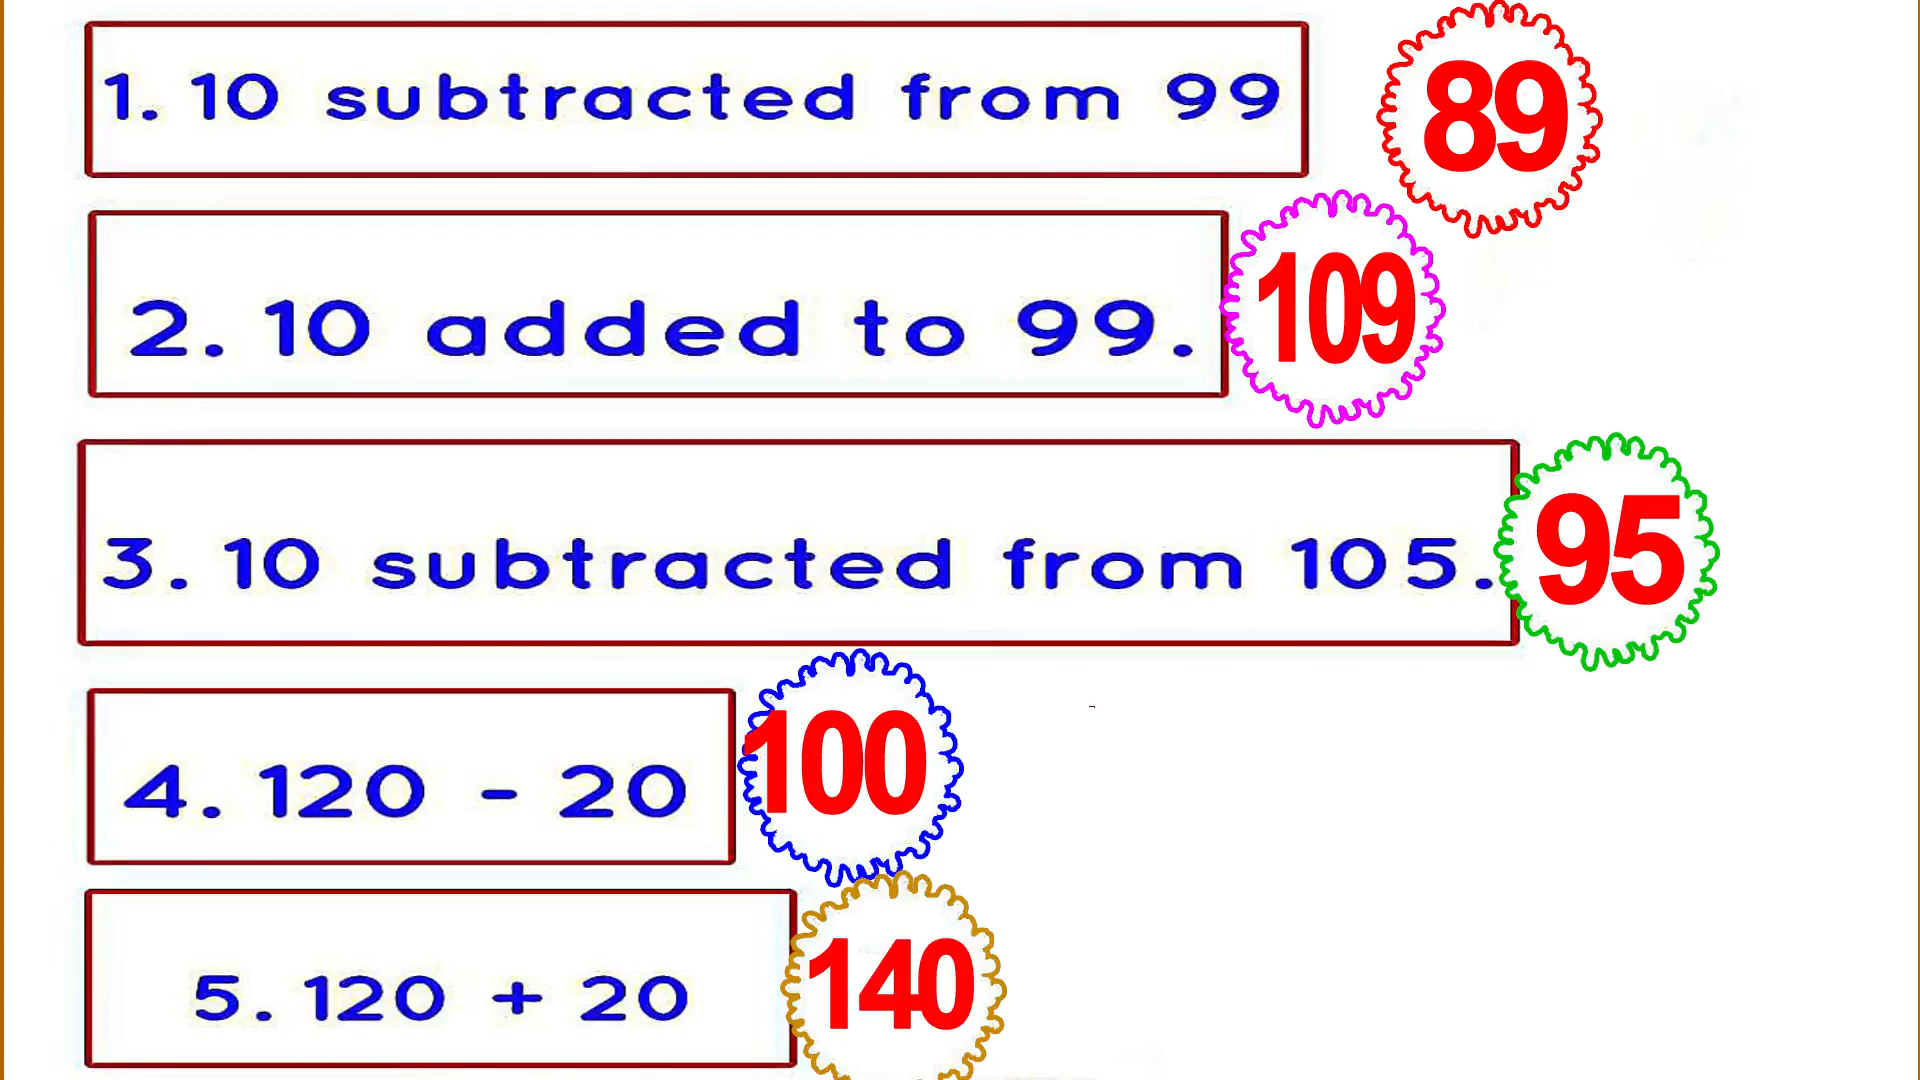 1. 10 subtracted from 99 89
2. 10 added to 99. 109
3. 10 subtracted from 105. 95
4. 120 - 20 100
5. 120 + 20 140